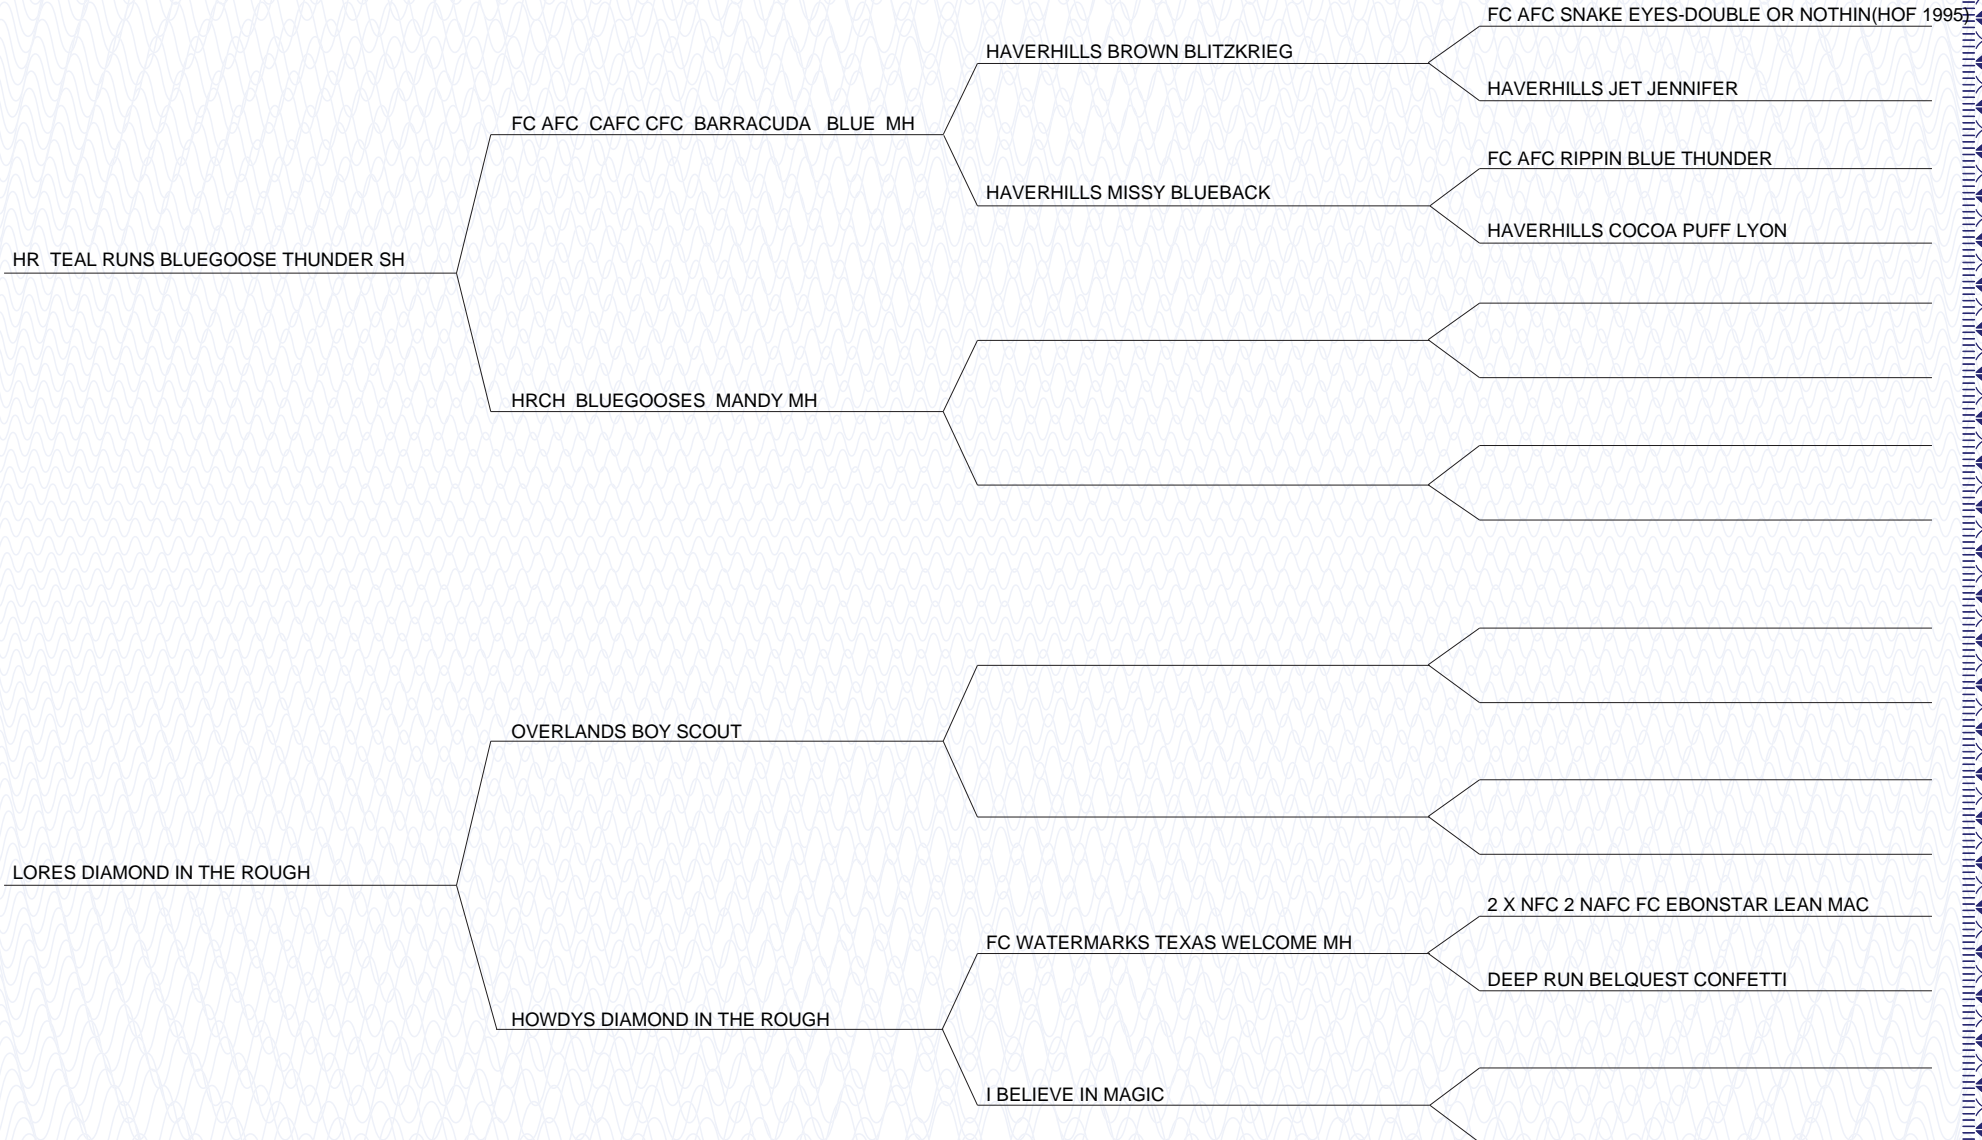 FC AFC SNAKE EYES-DOUBLE OR NOTHIN(HOF 1995)
HAVERHILLS BROWN BLITZKRIEG
HAVERHILLS JET JENNIFER
FC AFC  CAFC CFC  BARRACUDA   BLUE  MH
FC AFC RIPPIN BLUE THUNDER
HAVERHILLS MISSY BLUEBACK
HAVERHILLS COCOA PUFF LYON
HR  TEAL RUNS BLUEGOOSE THUNDER SH
HRCH  BLUEGOOSES  MANDY MH
OVERLANDS BOY SCOUT
LORES DIAMOND IN THE ROUGH
2 X NFC 2 NAFC FC EBONSTAR LEAN MAC
FC WATERMARKS TEXAS WELCOME MH
DEEP RUN BELQUEST CONFETTI
HOWDYS DIAMOND IN THE ROUGH
I BELIEVE IN MAGIC